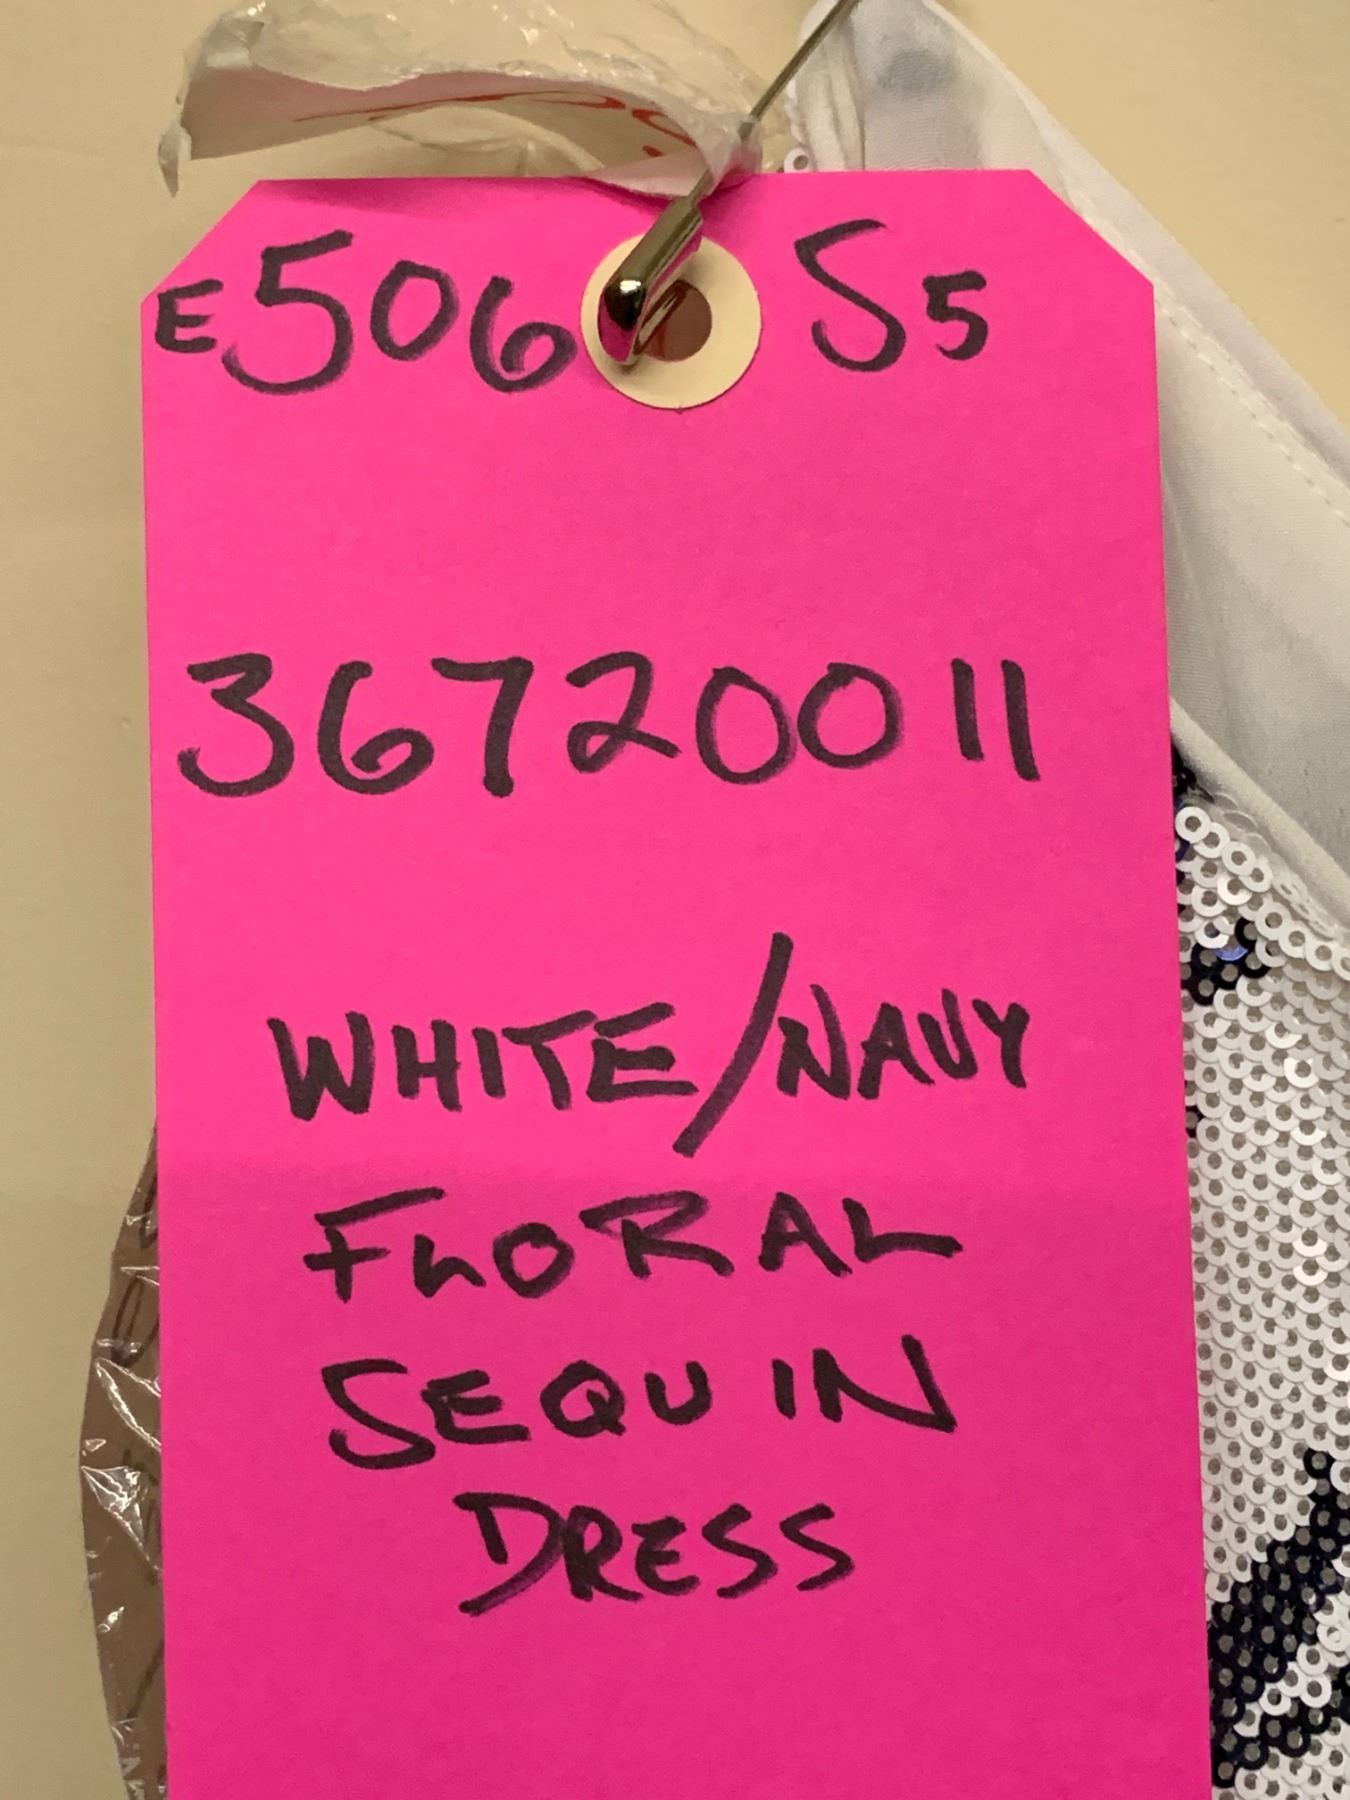 E506 S5
36720011
WHITE/NAVY
FLORAL
SEQUIN
DRESS